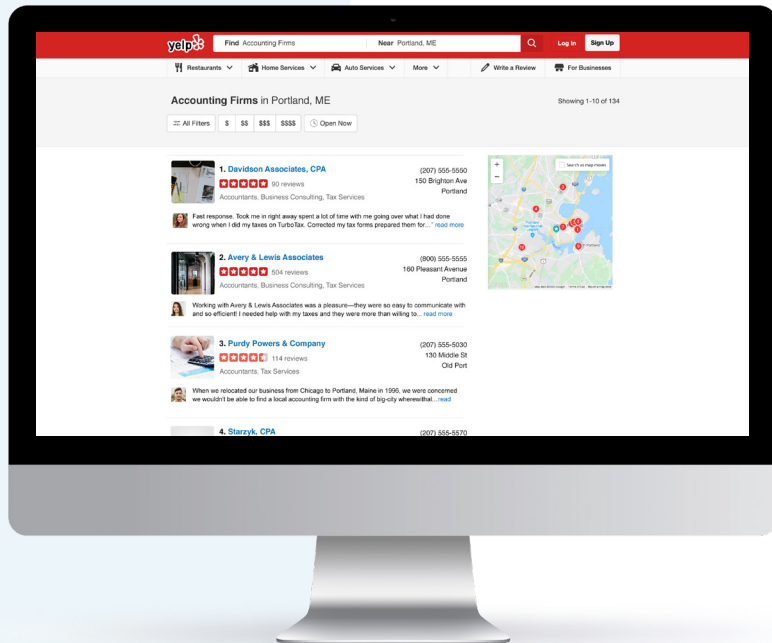 yelp
Find Accounting Firms
Near Portland, ME
Log In
Sign Up
Restaurants
Home Services
Auto Services
More
Write a Review
For Businesses
Accounting Firms in Portland, ME
Showing 1-10 of 134
All Filters
$
$$
$$$
$$$$
Open Now
1. Davidson Associates, CPA
(207) 555-5550
90 reviews
150 Brighton Ave
Portland
Accountants, Business Consulting, Tax Services
Fast response. Took me in right away spent a lot of time with me going over what I had done
wrong when I did my taxes on TurboTax. Corrected my tax forms prepared them for..." read more
2. Avery & Lewis Associates
(800) 555-5555
504 reviews
160 Pleasant Avenue
Portland
Accountants, Business Consulting, Tax Services
Working with Avery & Lewis Associates was a pleasure—they were so easy to communicate with
and so efficient! I needed help with my taxes and they were more than willing to... read more
3. Purdy Powers & Company
(207) 555-5030
114 reviews
130 Middle St
Old Port
Accountants, Tax Services
When we relocated our business from Chicago to Portland, Maine in 1996, we were concerned
we wouldn't be able to find a local accounting firm with the kind of big-city wherewithal...read
4. Starzyk, CPA
(207) 555-5570
+
−
Search as map moves